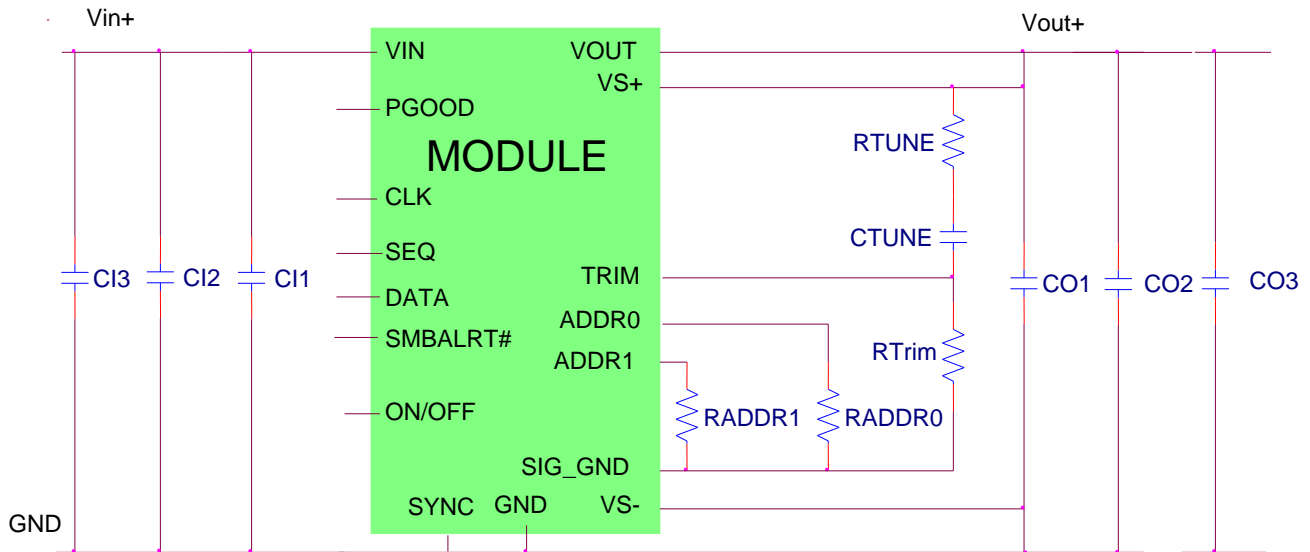 Vin+
Vout+
VIN
VOUT
VS+
PGOOD
MODULE
RTUNE
CLK
CTUNE
SEQ
TRIM
CI3
CI2
CI1
CO1
CO2
CO3
DATA
ADDR0
SMBALRT#
RTrim
ADDR1
ON/OFF
RADDR1
RADDR0
SIG_GND
SYNC
GND
VS-
GND